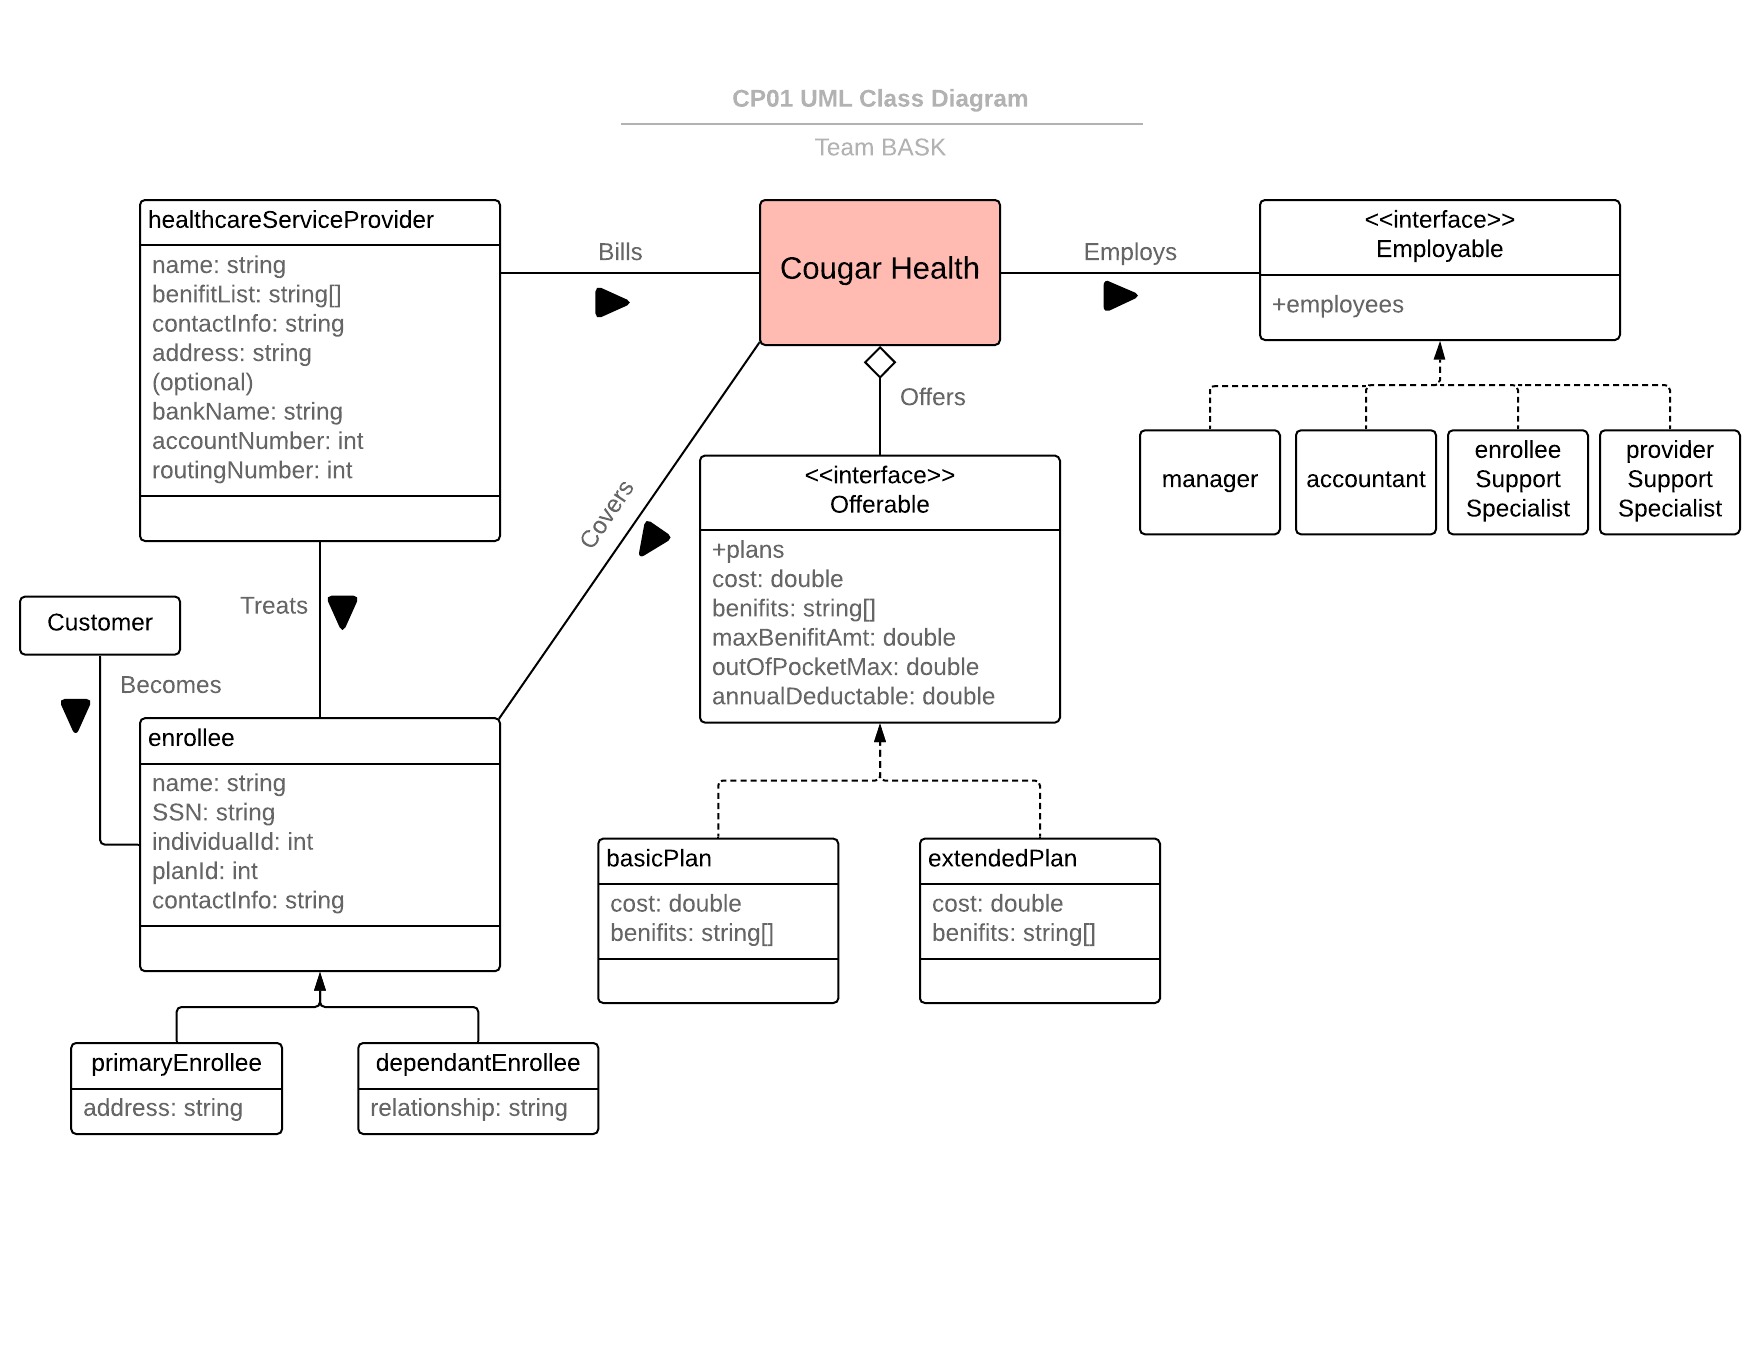 CP01 UML Class Diagram
Team BASK
healthcareServiceProvider
name: string
benifitList: string[]
contactInfo: string
address: string
(optional)
bankName: string
accountNumber: int
routingNumber: int
Bills
Cougar Health
Employs
<<interface>>
Employable
+employees
manager
accountant
enrollee
Support
Specialist
provider
Support
Specialist
Offers
Covers
<<interface>>
Offerable
+plans
cost: double
benifits: string[]
maxBenifitAmt: double
outOfPocketMax: double
annualDeductable: double
Treats
Customer
Becomes
enrollee
name: string
SSN: string
individualId: int
planId: int
contactInfo: string
basicPlan
cost: double
benifits: string[]
extendedPlan
cost: double
benifits: string[]
primaryEnrollee
address: string
dependantEnrollee
relationship: string